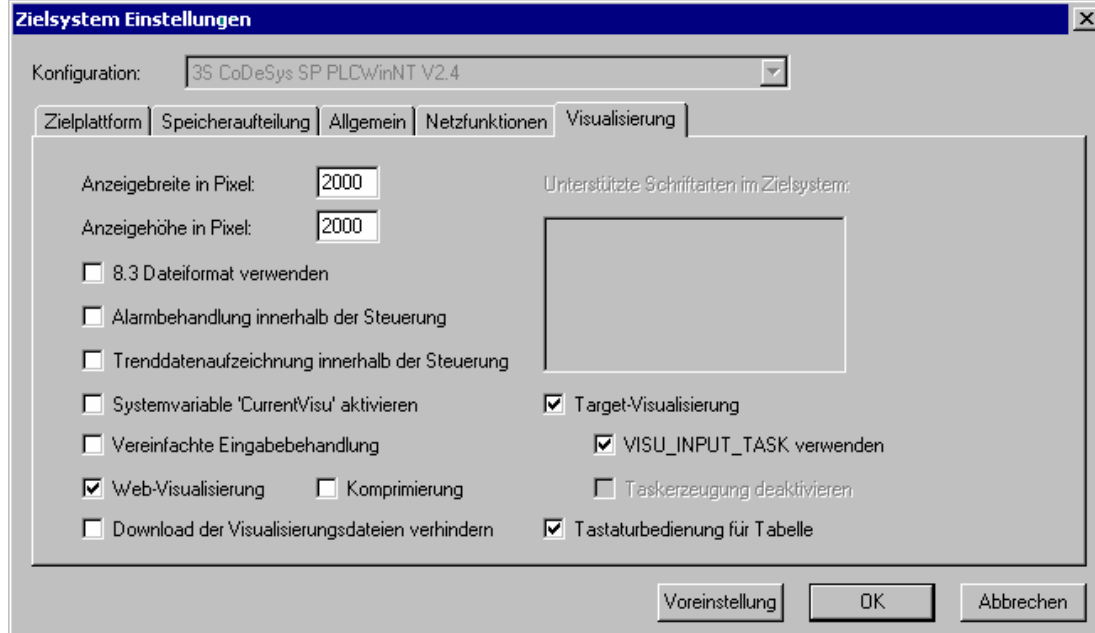 Zielsystem Einstellungen
Konfiguration: 3S CoDeSys SP PLCWinNT V2.4
Zielplattform Speicheraufteilung Allgemein Netzfunktionen Visualisierung
Anzeigebreite in Pixel: 2000 Unterstützte Schriftarten im Zielsystem:
Anzeigehöhe in Pixel: 2000
8.3 Dateiformat verwenden
Alarmbehandlung innerhalb der Steuerung
Trenddatenaufzeichnung innerhalb der Steuerung
Systemvariable 'CurrentVisu' aktivieren Target-Visualisierung
Vereinfachte Eingabebehandlung VISU_INPUT_TASK verwenden
Web-Visualisierung Komprimierung Taskerzeugung deaktivieren
Download der Visualisierungsdateien verhindern Tastaturbedienung für Tabelle
Voreinstellung OK Abbrechen